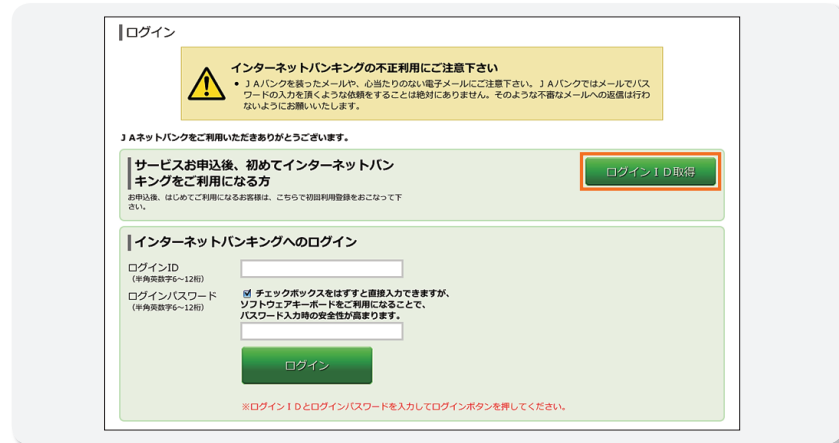 ログイン
インターネットバンキングの不正利用にご注意下さい
• JAバンクを装ったメールや、心当たりのない電子メールにご注意下さい。JAバンクではメールでパス
ワードの入力を頂くような依頼をすることは絶対にありません。そのような不審なメールへの返信は行わ
ないようにお願いいたします。
JAネットバンクをご利用いただきありがとうございます。
サービスお申込後、初めてインターネットバン
キングをご利用になる方
ログインID取得
お申込後、はじめてご利用になるお客様は、こちらで初回利用登録をおこなって下
さい。
インターネットバンキングへのログイン
ログインID
(半角英数字6~12桁)
ログインパスワード
(半角英数字6~12桁)
チェックボックスをはずすと直接入力できますが、
ソフトウェアキーボードをご利用になることで、
パスワード入力時の安全性が高まります。
ログイン
※ログインIDとログインパスワードを入力してログインボタンを押してください。